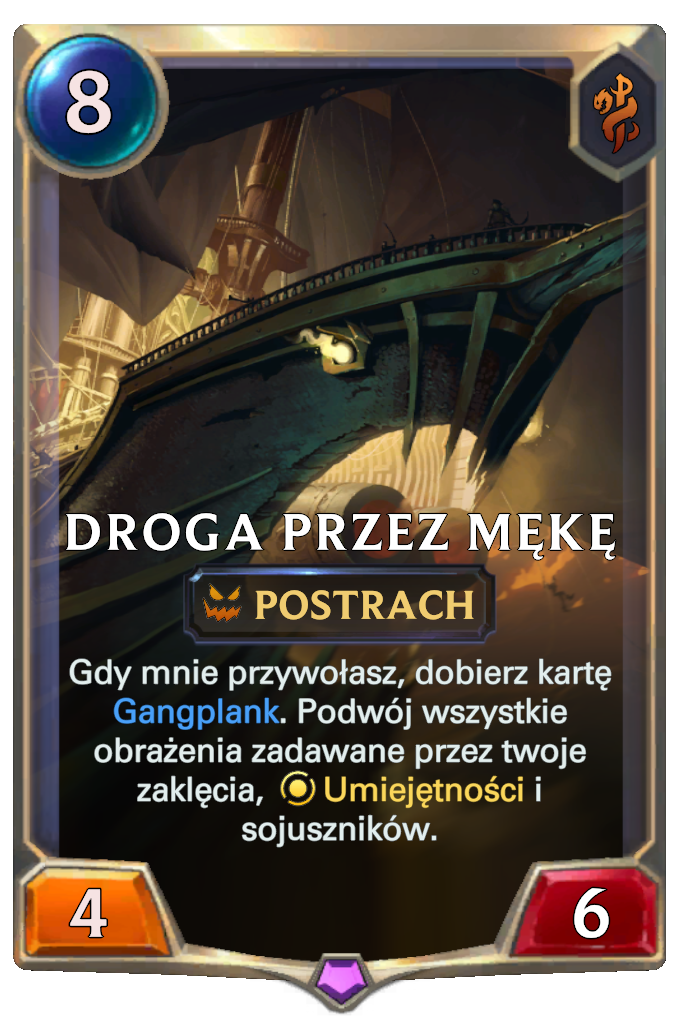 8
DROGA PRZEZ MĘKĘ
POSTRACH
Gdy mnie przywołasz, dobierz kartę
Gangplank. Podwój wszystkie
obrażenia zadawane przez twoje
zaklęcia, Umiejętności i
sojuszników.
4
6